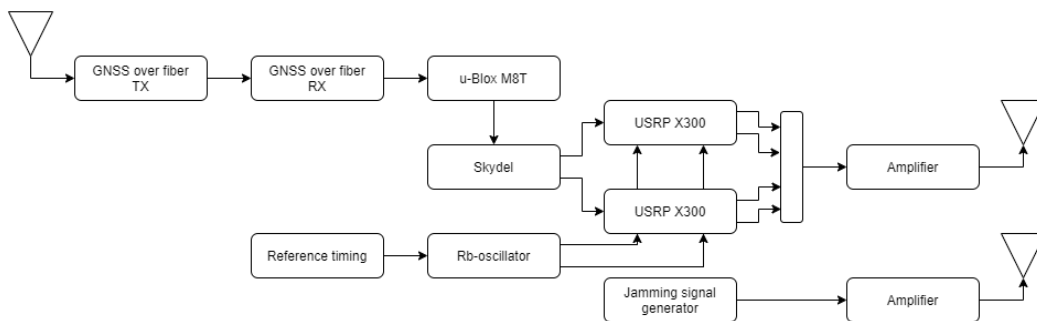 GNSS over fiber
TX
GNSS over fiber
RX
u-Blox M8T
USRP X300
Skydel
Amplifier
USRP X300
Reference timing
Rb-oscillator
Jamming signal
generator
Amplifier